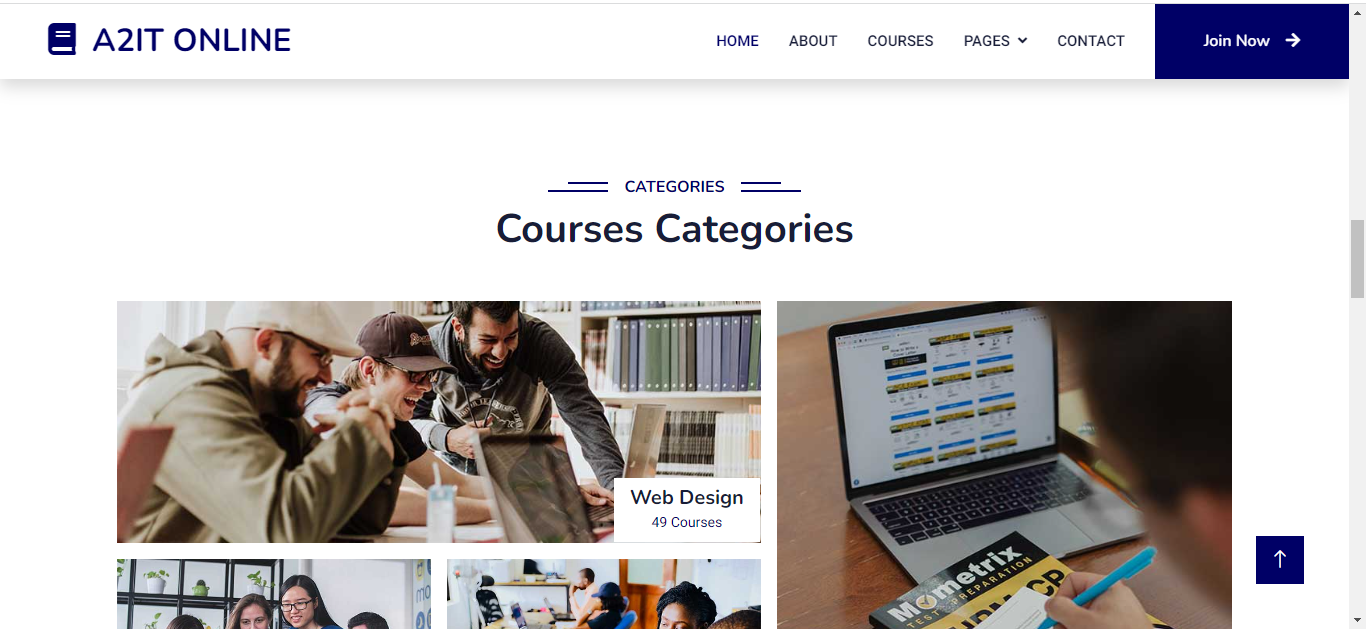 A2IT ONLINE
HOME ABOUT COURSES PAGES CONTACT Join Now
CATEGORIES
Courses Categories
Web Design
49 Courses
Mometrix
TEST PREPARATION